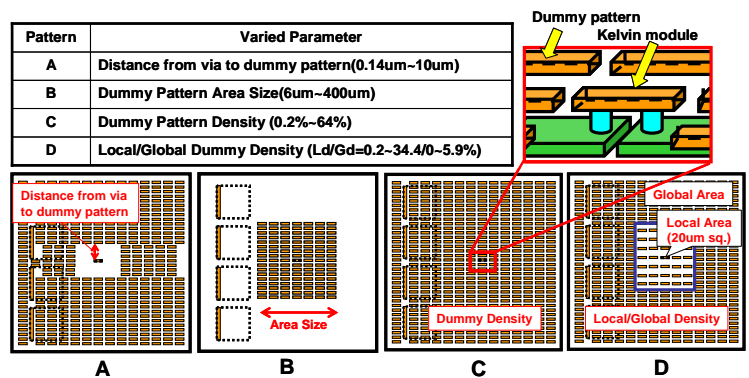 Dummy pattern
Kelvin module
Pattern Varied Parameter
A Distance from via to dummy pattern(0.14um~10um)
B Dummy Pattern Area Size(6um~400um)
C Dummy Pattern Density (0.2%~64%)
D Local/Global Dummy Density (Ld/Gd=0.2~34.4/0~5.9%)
Distance from via
to dummy pattern
Area Size
Dummy Density
Global Area
Local Area
(20um sq.)
Local/Global Density
A
B
C
D